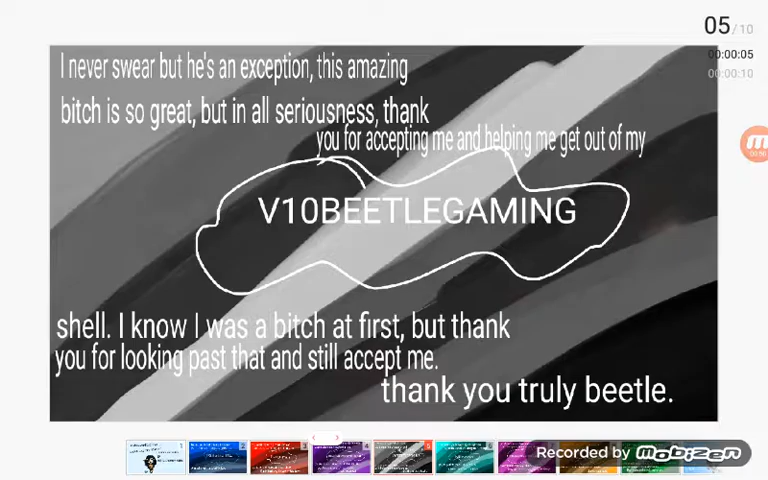 05/10
00:00:05
00:00:10
I never swear but he's an exception, this amazing
bitch is so great, but in all seriousness, thank
you for accepting me and helping me get out of my
V10BEETLEGAMING
shell. I know I was a bitch at first, but thank
you for looking past that and still accept me.
thank you truly beetle.
Recorded by mobizen